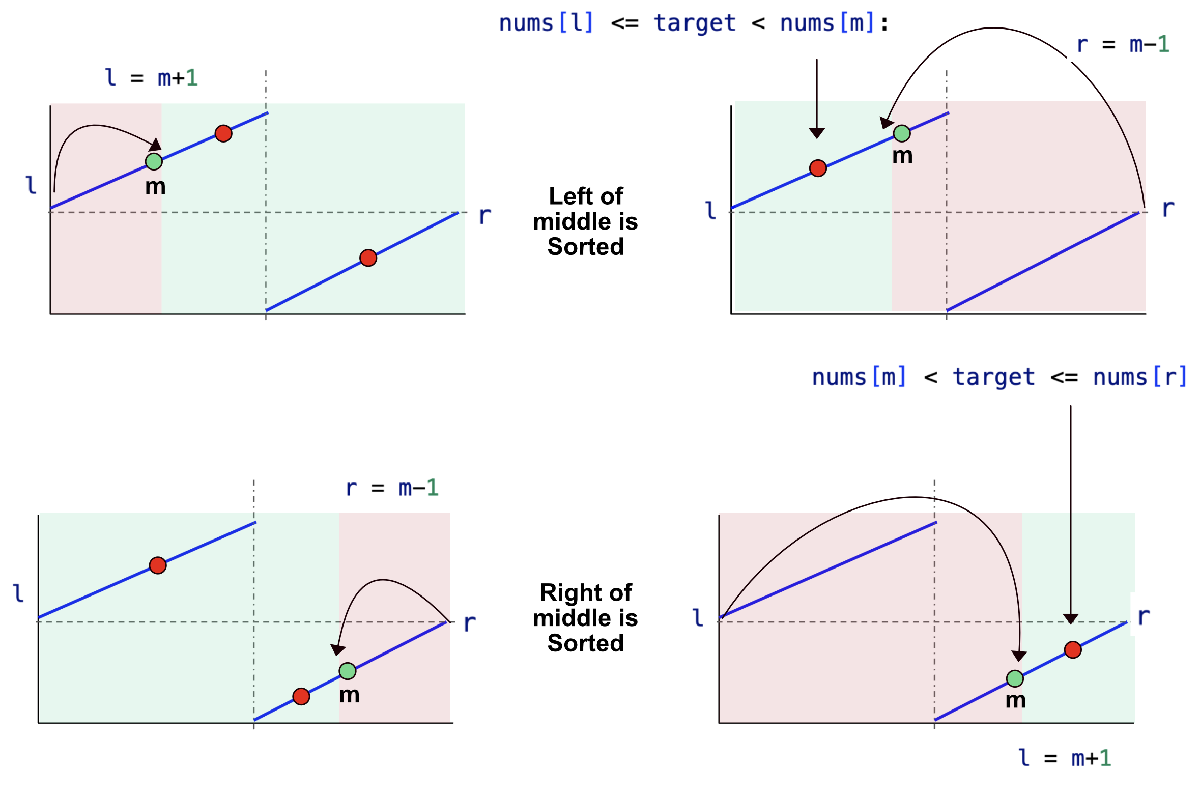 nums[l] <= target < nums[m]:
r = m-1
l = m+1
m
l
r
m
l
r
Left of
middle is
Sorted
nums[m] < target <= nums[r]
r = m-1
l
r
m
l
r
m
Right of
middle is
Sorted
l = m+1